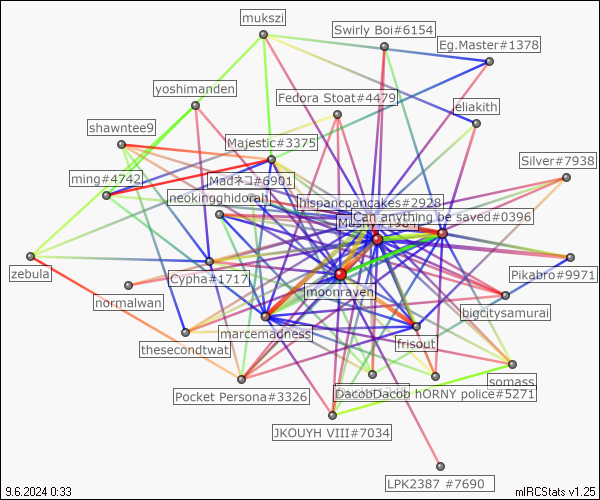 mukszi
Swirly Boi#6154
Eg.Master#1378
yoshimanden
Fedora Stoat#4479
eliakith
shawntee9
Majestic#3375
Silver#7938
ming#4742
Madネコ#6901
neokingghidorah
hispancpancakes#2928
Can anything be saved#0396
zebula
Cypha#1717
Pikabro#9971
normalwan
moonraven
bigcitysamurai
marcemadness
thesecondtwat
frisout
somass
Pocket Persona#3326
DacobDacob hORNY police#5271
JKOUYH VIII#7034
LPK2387 #7690
9.6.2024 0:33
mIRCStats v1.25